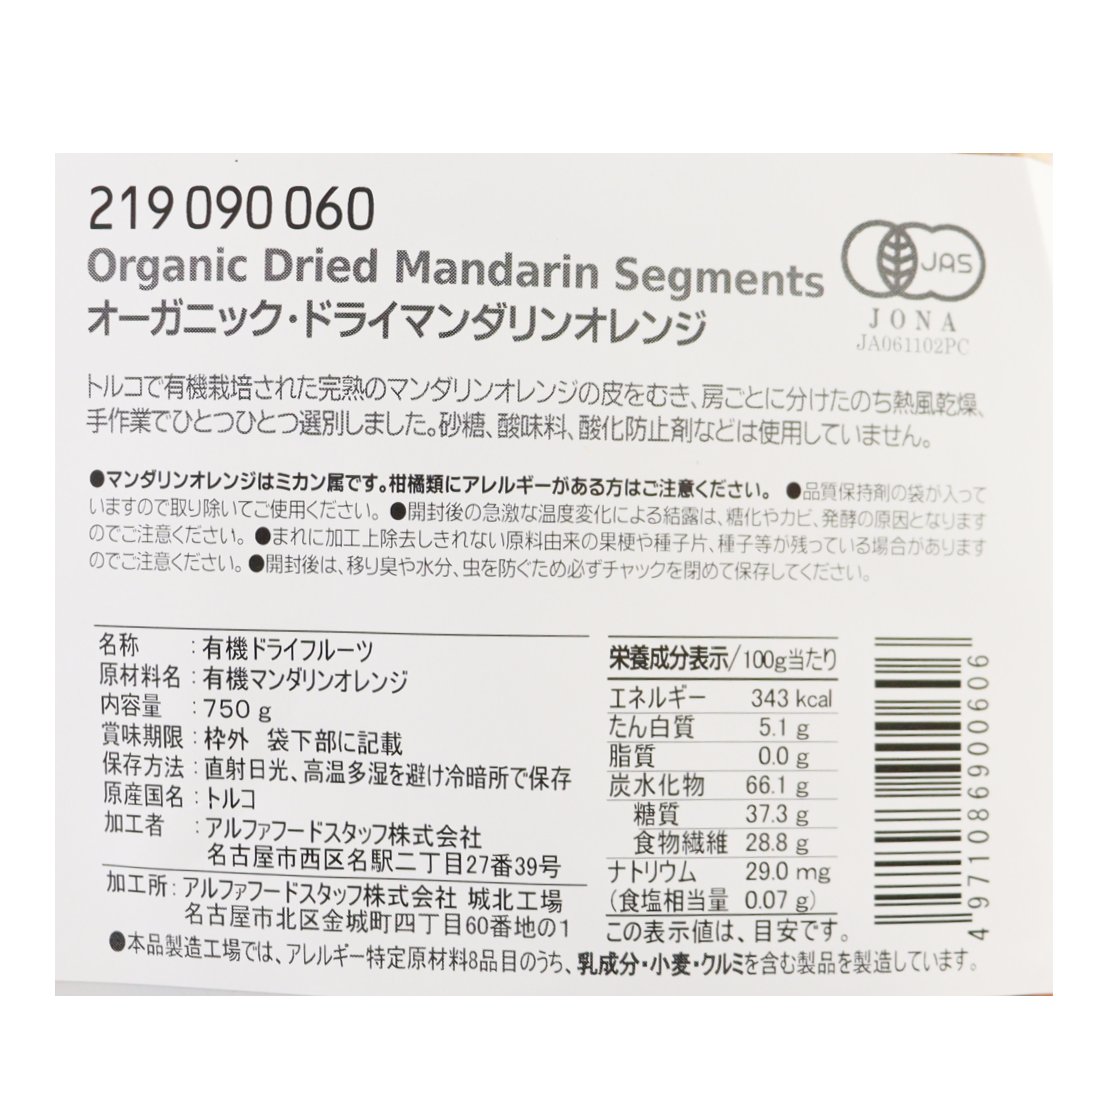 219 090 060
Organic Dried Mandarin Segments
オーガニック・ドライマンダリンオレンジ
JAS
JONA
JA061102PC
トルコで有機栽培された完熟のマンダリンオレンジの皮をむき、房ごとに分けたのち熱風乾燥、
手作業でひとつひとつ選別しました。砂糖、酸味料、酸化防止剤などは使用していません。
●マンダリンオレンジはミカン属です。柑橘類にアレルギーがある方はご注意ください。 ●品質保持剤の袋が入って
いますので取り除いてご使用ください。 ●開封後の急激な温度変化による結露は、糖化やカビ、発酵の原因となります
のでご注意ください。 ●まれに加工上除去しきれない原料由来の果梗や種子片、種子等が残っている場合があります
のでご注意ください。 ●開封後は、移り臭や水分、虫を防ぐため必ずチャックを閉めて保存してください。
名称 : 有機ドライフルーツ
原材料名 : 有機マンダリンオレンジ
内容量 : 750 g
賞味期限 : 枠外 袋下部に記載
保存方法 : 直射日光、高温多湿を避け冷暗所で保存
原産国名 : トルコ
加工者 : アルファフードスタッフ株式会社
名古屋市西区名駅二丁目27番39号
加工所 : アルファフードスタッフ株式会社 城北工場
名古屋市北区金城町四丁目60番地の1
栄養成分表示/100g当たり
エネルギー 343 kcal
たん白質 5.1 g
脂質 0.0 g
炭水化物 66.1 g
糖質 37.3 g
食物繊維 28.8 g
ナトリウム 29.0 mg
(食塩相当量 0.07 g)
この表示値は、目安です。
4971086900606
●本品製造工場では、アレルギー特定原材料8品目のうち、乳成分・小麦・クルミを含む製品を製造しています。